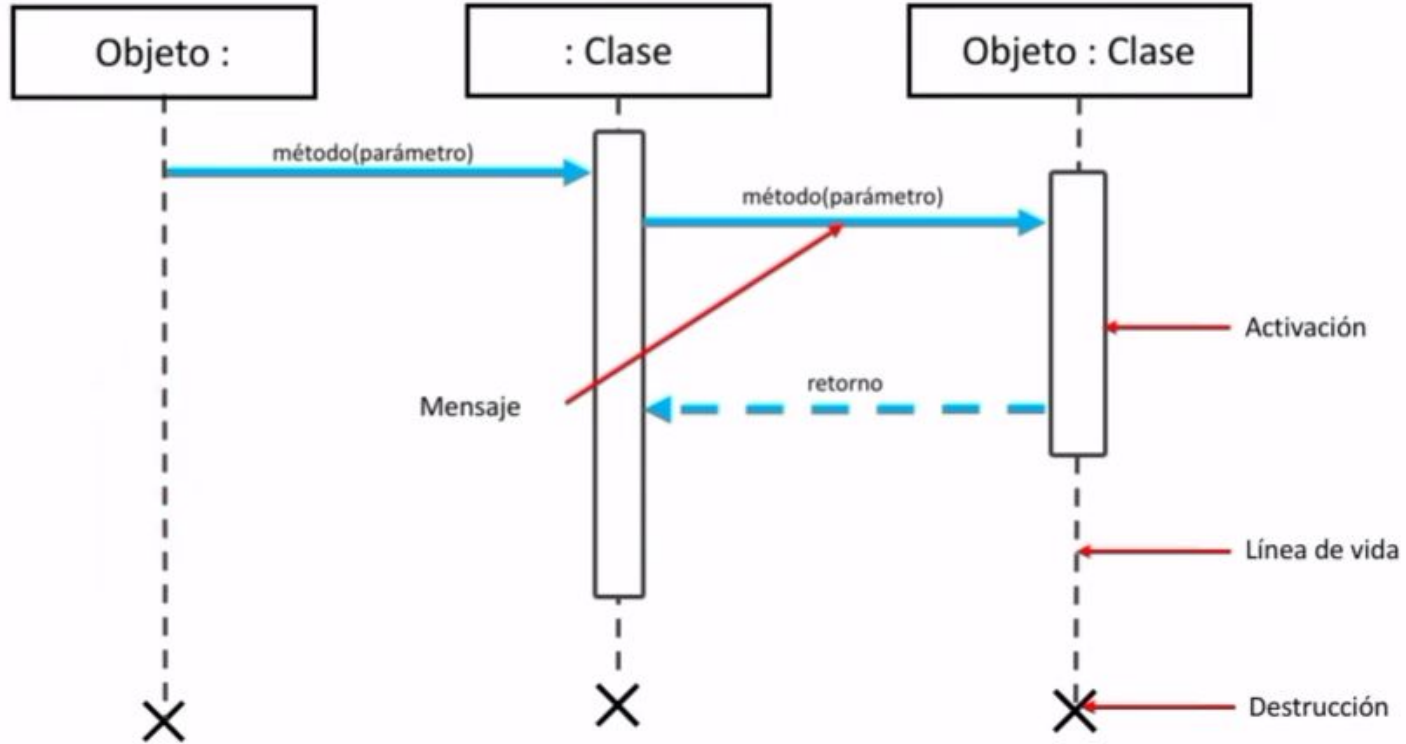 Objeto :
: Clase
Objeto : Clase
método(parámetro)
método(parámetro)
Activación
retorno
Mensaje
Línea de vida
Destrucción